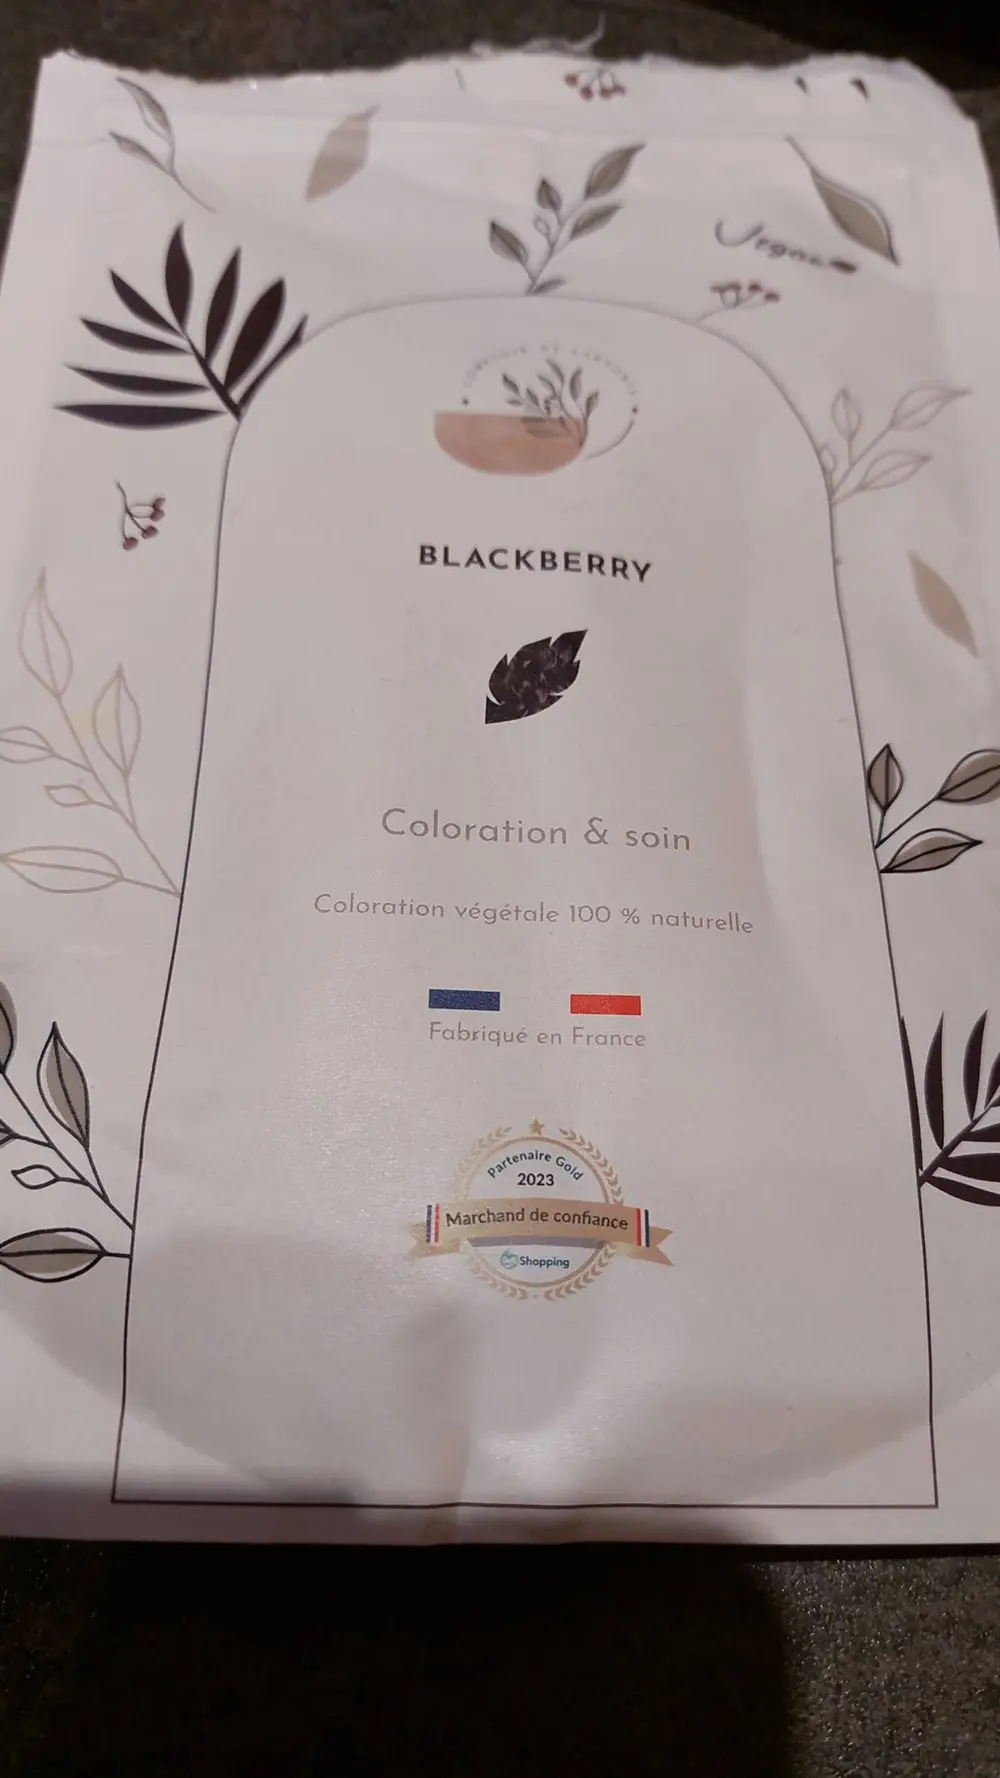 Vegan
BLACKBERRY
Coloration & soin
Coloration végétale 100 % naturelle
Fabriqué en France
Partenaire Gold
2023
Marchand de confiance
Shopping